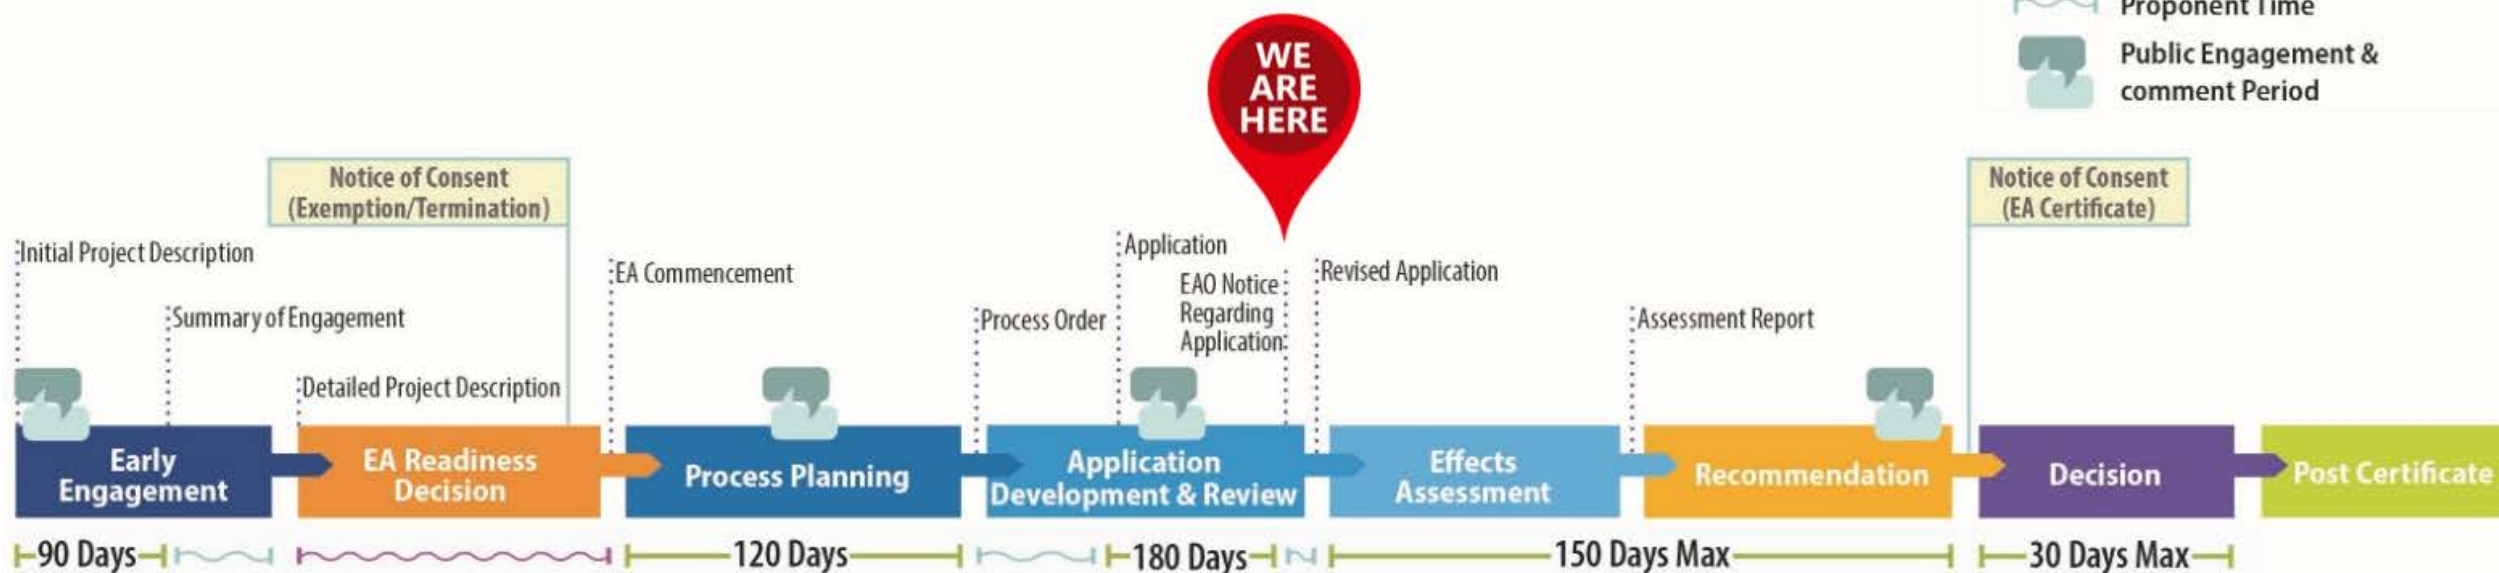 Proponent Time
Public Engagement &
comment Period
WE
ARE
HERE
Notice of Consent
(Exemption/Termination)
Notice of Consent
(EA Certificate)
Initial Project Description
Summary of Engagement
Detailed Project Description
EA Commencement
Process Order
Application
EAO Notice
Regarding
Application
Revised Application
Assessment Report
Early
Engagement
EA Readiness
Decision
Process Planning
Application
Development & Review
Effects
Assessment
Recommendation
Decision
Post Certificate
90 Days
120 Days
180 Days
150 Days Max
30 Days Max